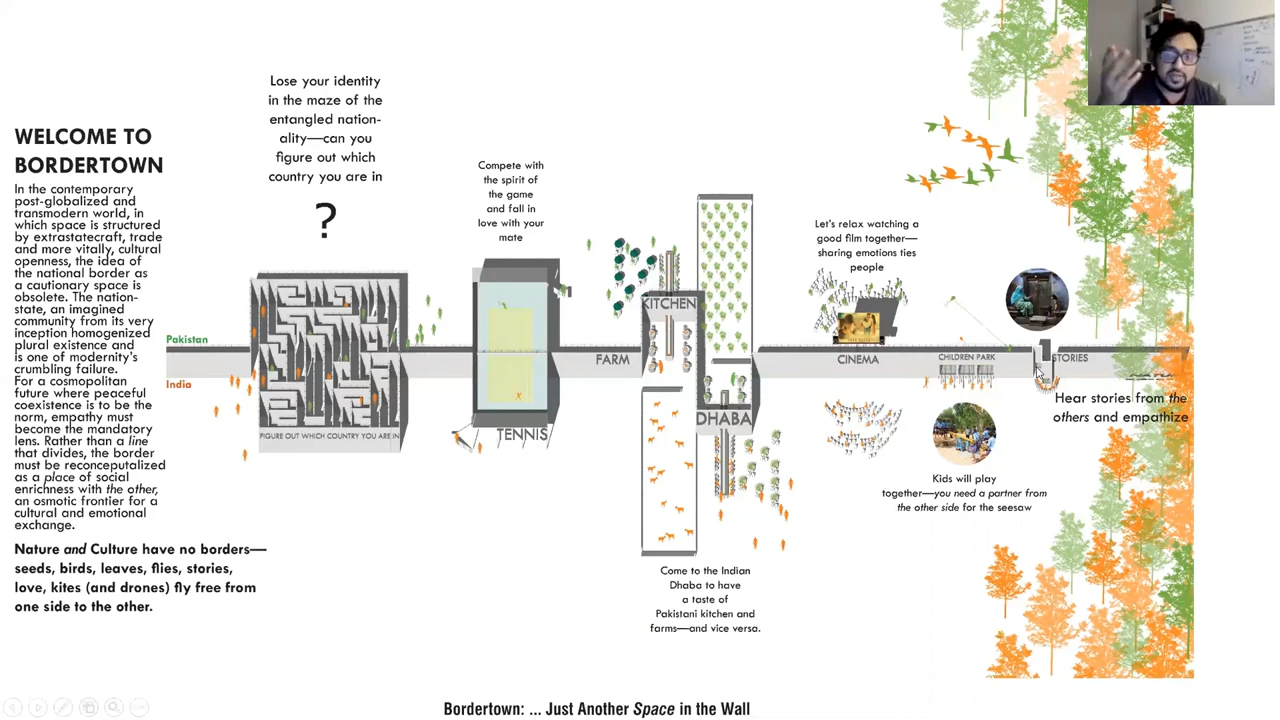 WELCOME TO
BORDERTOWN
In the contemporary
post-globalized and
transmodern world, in
which space is structured
by extrastatecraft, trade
and more vitally, cultural
openness, the idea of
the national border as
a cautionary space is
obsolete. The nation-
state, an imagined
community from its very
inception homogenized
plural existence and
is one of modernity's
crumbling failure.
For a cosmopolitan
future where peaceful
coexistence is to be the
norm, empathy must
become the mandatory
lens. Rather than a line
that divides, the border
must be reconceputalized
as a place of social
enrichness with the other,
an osmotic frontier for a
cultural and emotional
exchange.
Nature and Culture have no borders—
seeds, birds, leaves, flies, stories,
love, kites (and drones) fly free from
one side to the other.
Lose your identity
in the maze of the
entangled nation-
ality—can you
figure out which
country you are in
?
Pakistan
India
FIGURE OUT WHICH COUNTRY YOU ARE IN
Compete with
the spirit of
the game
and fall in
love with your
mate
TENNIS
FARM
KITCHEN
DHABA
Come to the Indian
Dhaba to have
a taste of
Pakistani kitchen and
farms—and vice versa.
Let's relax watching a
good film together—
sharing emotions ties
people
CINEMA
CHILDREN PARK
Kids will play
together—you need a partner from
the other side for the seesaw
STORIES
Hear stories from the
others and empathize
Bordertown: ... Just Another Space in the Wall